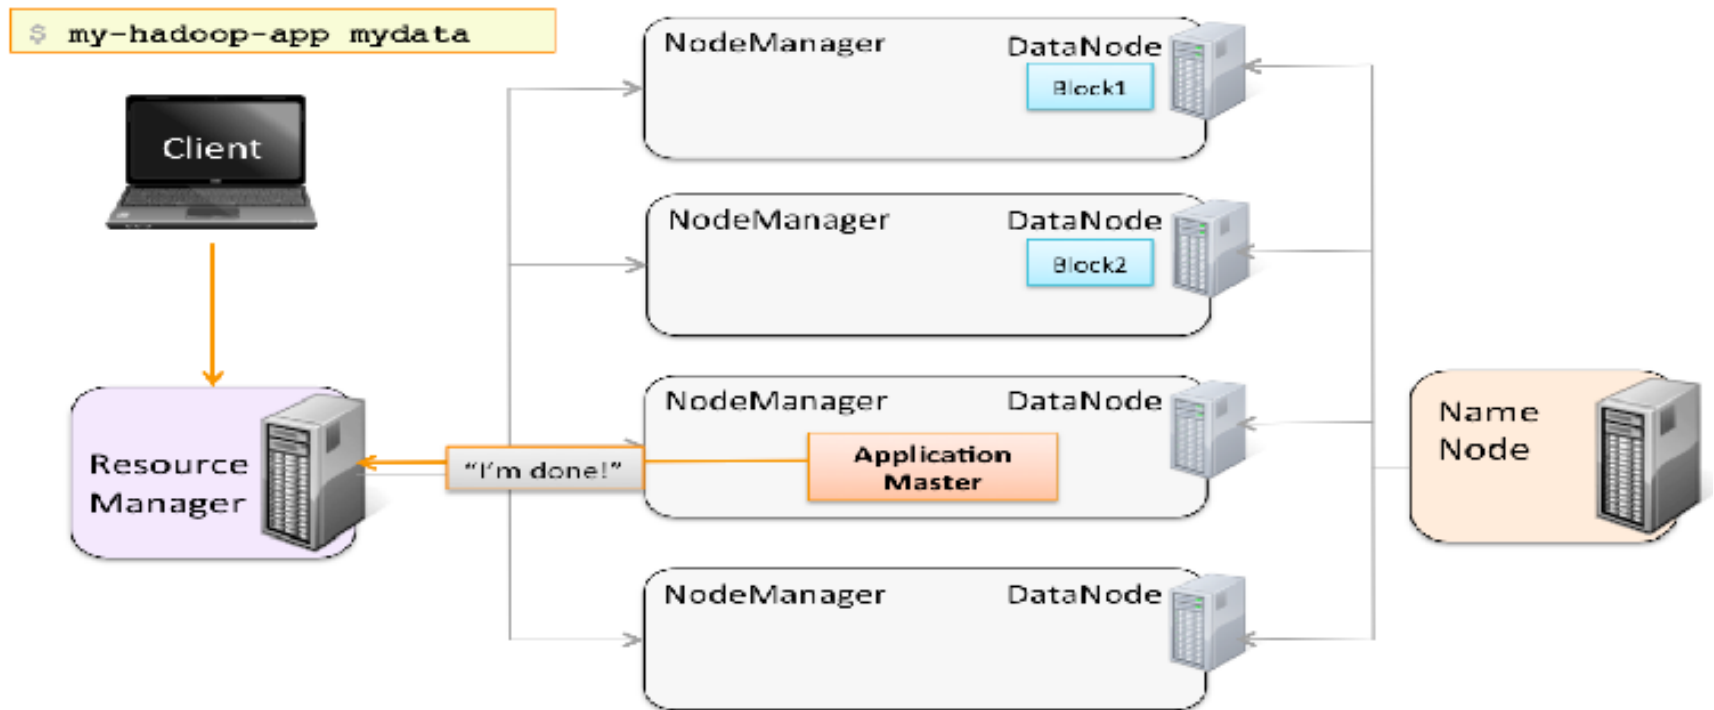 $ my-hadoop-app mydata
Client
Resource
Manager
"I'm done!"
NodeManager DataNode
Block1
NodeManager DataNode
Block2
NodeManager DataNode
Application
Master
NodeManager DataNode
Name
Node